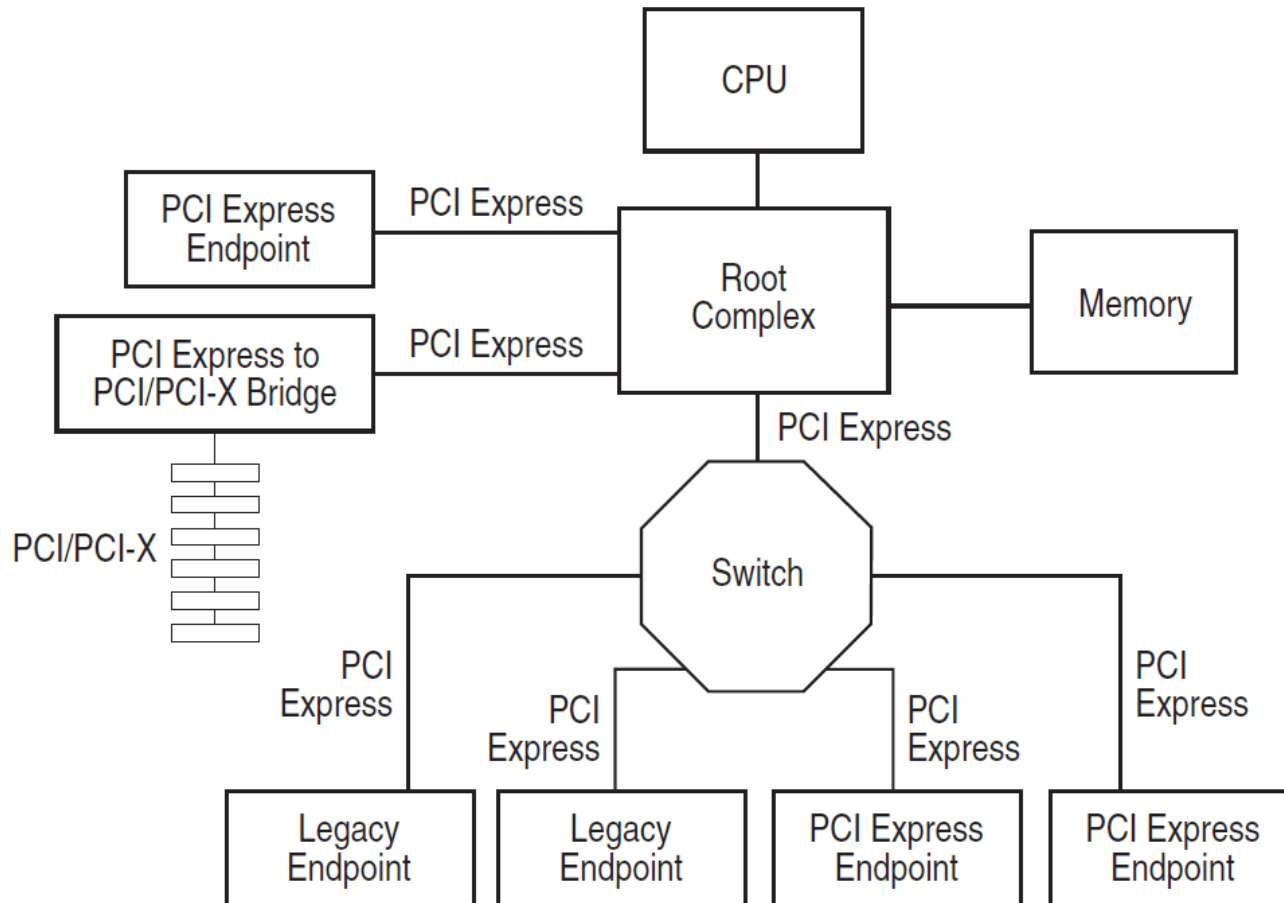 CPU
PCI Express
Endpoint
PCI Express
Root
Complex
Memory
PCI Express to
PCI/PCI-X Bridge
PCI Express
PCI Express
PCI/PCI-X
Switch
PCI
Express
PCI
Express
PCI
Express
PCI
Express
Legacy
Endpoint
Legacy
Endpoint
PCI Express
Endpoint
PCI Express
Endpoint